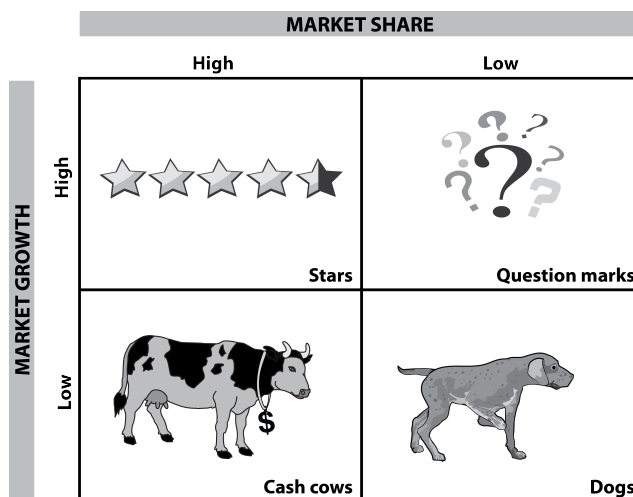 MARKET SHARE
High
Low
MARKET GROWTH
High
Stars
Question marks
Low
$
Cash cows
Dogs